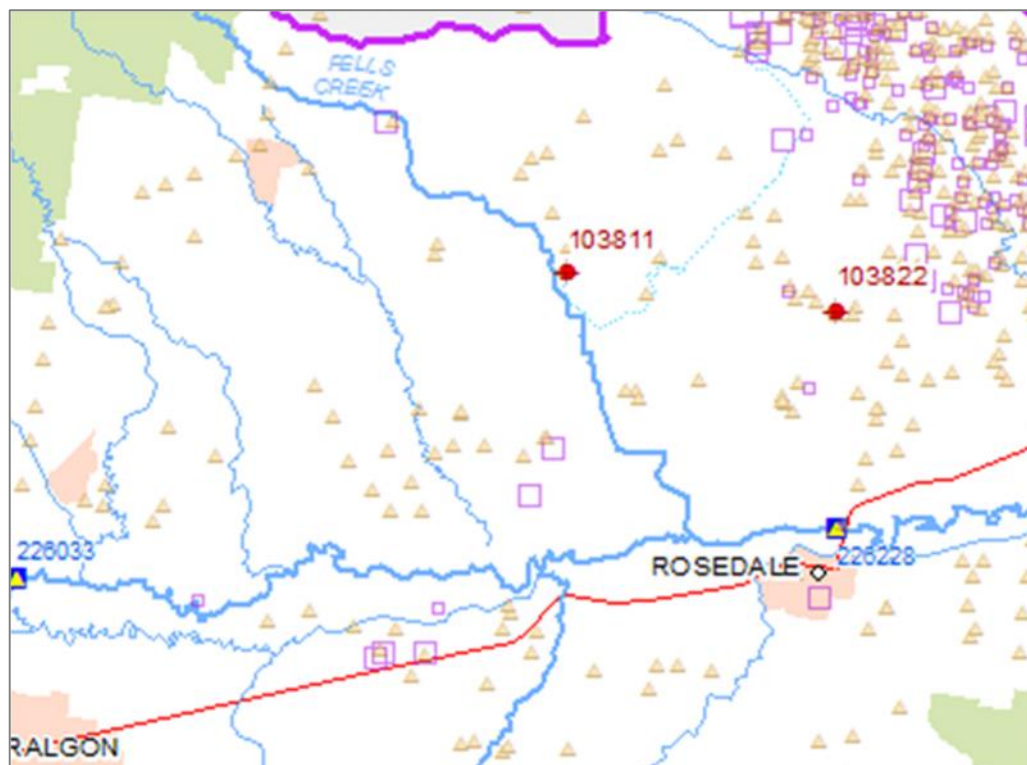 FELLS
CREEK
103811
103822
226033
226228
ROSEDALE
RALGON